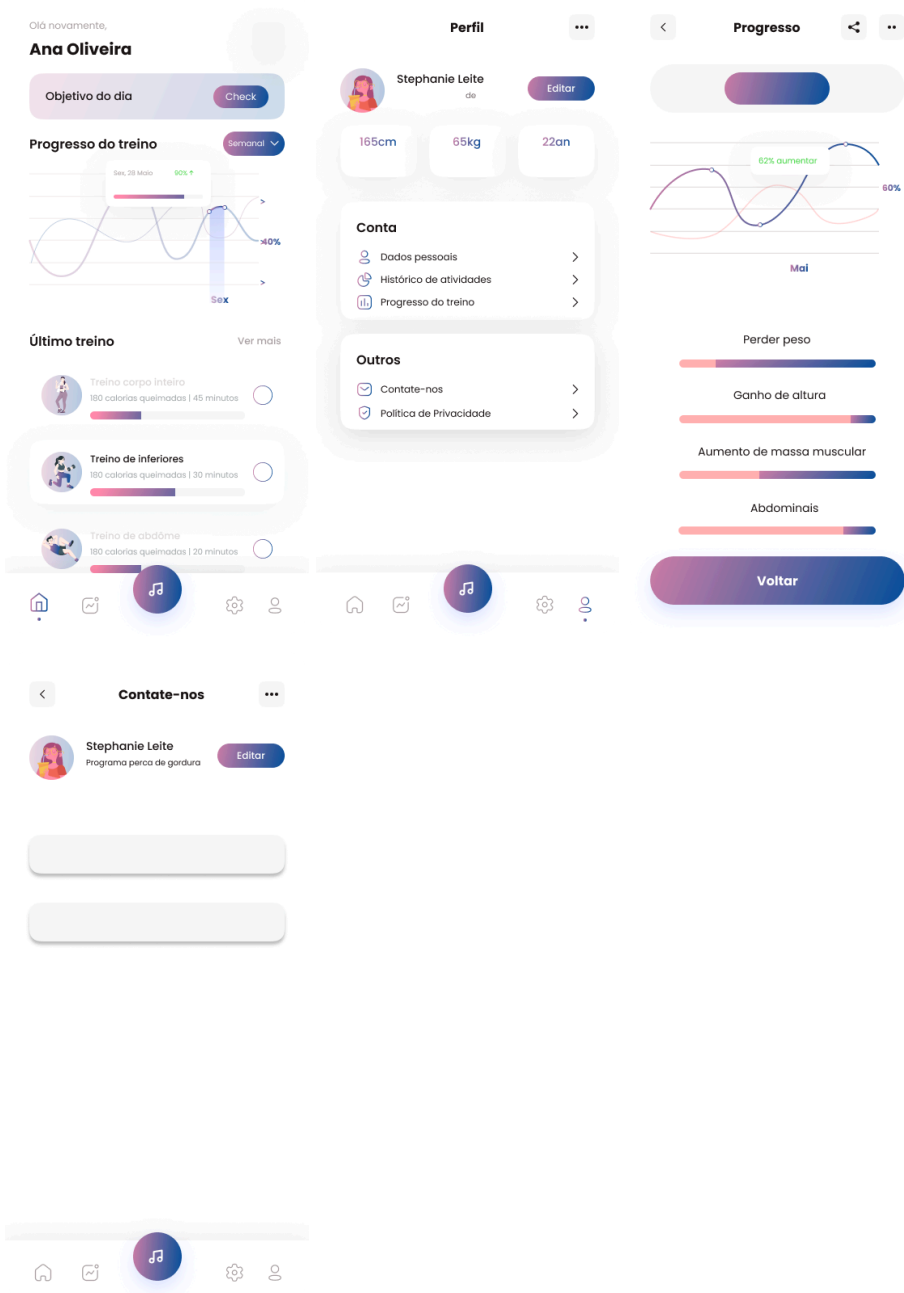 Olá novamente,
Ana Oliveira
Objetivo do dia
Check
Progresso do treino
Semanal
Sex, 28 Maio 90% ↑
>
>40%
>
Sex
Último treino
Ver mais
Treino corpo inteiro
180 calorias queimadas | 45 minutos
Treino de inferiores
180 calorias queimadas | 30 minutos
Treino de abdôme
180 calorias queimadas | 20 minutos
Perfil
Stephanie Leite
de
Editar
165cm
65kg
22an
Conta
Dados pessoais
Histórico de atividades
Progresso do treino
Outros
Contate-nos
Política de Privacidade
Progresso
62% aumentar
60%
Mai
Perder peso
Ganho de altura
Aumento de massa muscular
Abdominais
Voltar
Contate-nos
Stephanie Leite
Programa perca de gordura
Editar